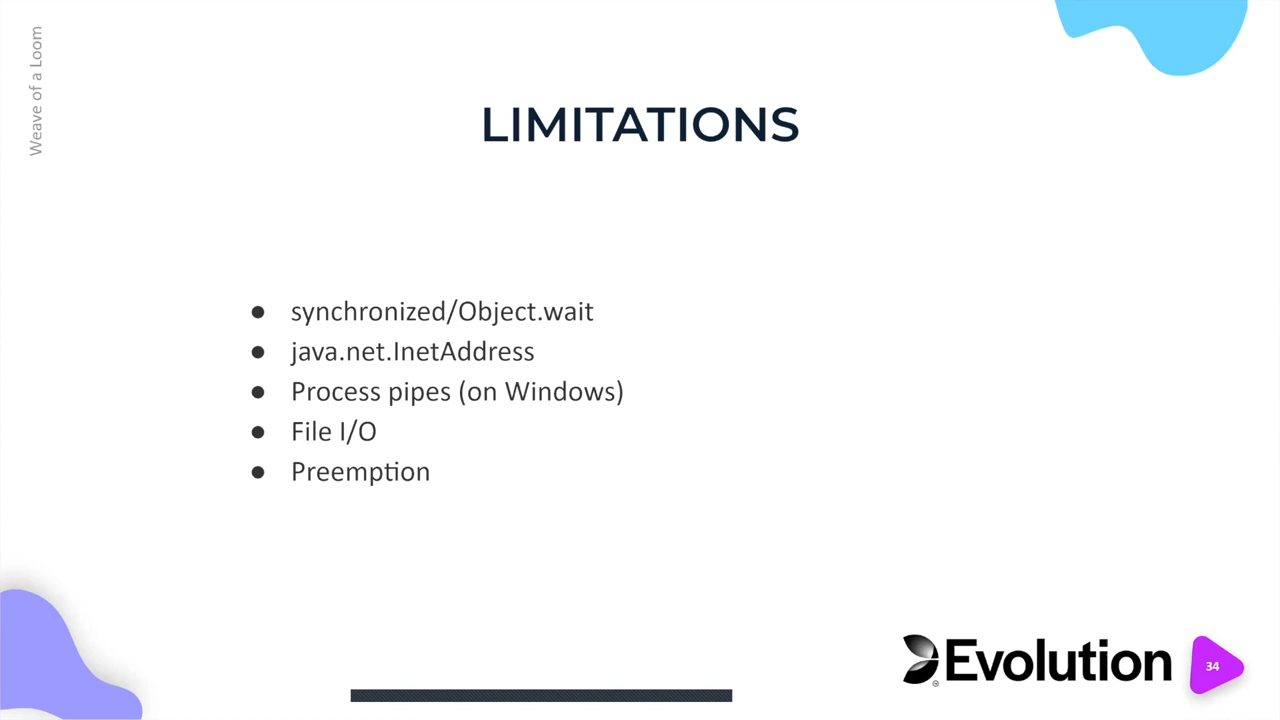 Weave of a Loom
LIMITATIONS
● synchronized/Object.wait
● java.net.InetAddress
● Process pipes (on Windows)
● File I/O
● Preemption
Evolution
34